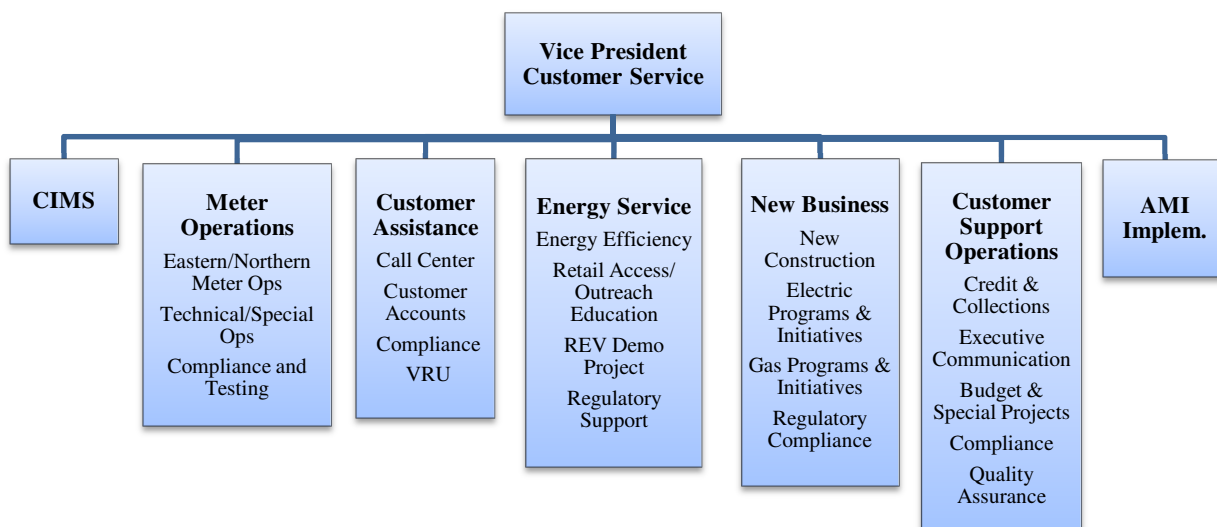 Vice President
Customer Service
CIMS
Meter
Operations
Eastern/Northern
Meter Ops
Technical/Special
Ops
Compliance and
Testing
Customer
Assistance
Call Center
Customer
Accounts
Compliance
VRU
Energy Service
Energy Efficiency
Retail Access/
Outreach
Education
REV Demo
Project
Regulatory
Support
New Business
New
Construction
Electric
Programs &
Initiatives
Gas Programs &
Initiatives
Regulatory
Compliance
Customer
Support
Operations
Credit &
Collections
Executive
Communication
Budget &
Special Projects
Compliance
Quality
Assurance
AMI
Implem.